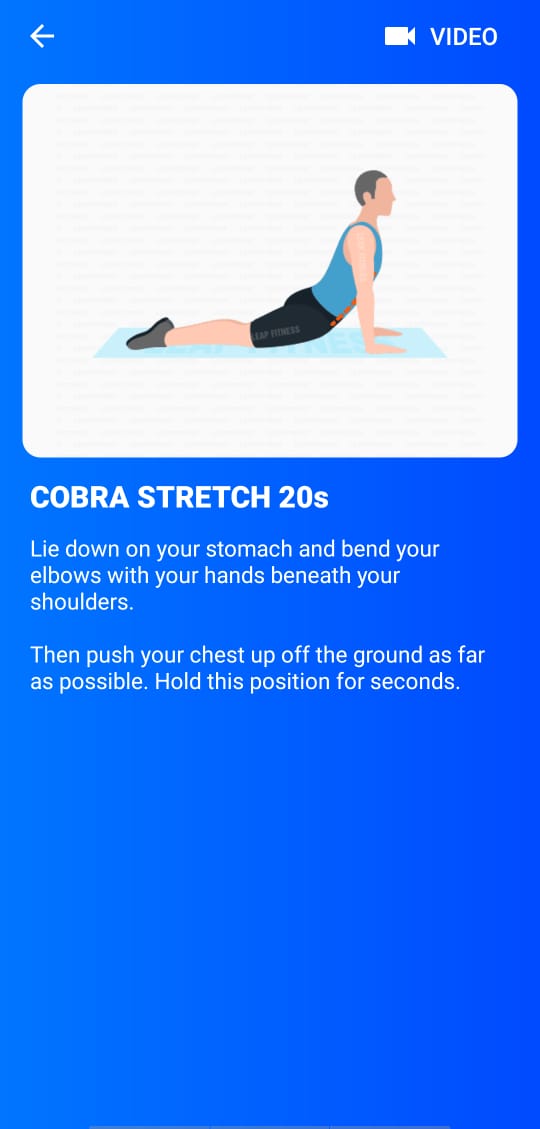 VIDEO
LEAP FITNESS
LEAP FITNESS
COBRA STRETCH 20s
Lie down on your stomach and bend your
elbows with your hands beneath your
shoulders.
Then push your chest up off the ground as far
as possible. Hold this position for seconds.